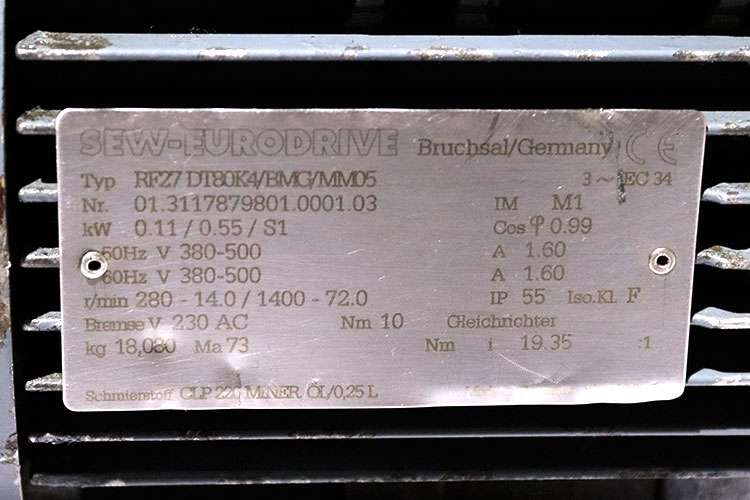 SEW-EURODRIVE Bruchsal/Germany CE
Typ RF27 DT80K4/BMG/MM05 3~IEC 34
Nr. 01.3117879801.0001.03 IM M1
kW 0.11 / 0.55 / S1 Cos φ 0.99
50Hz V 380-500 A 1.60
60Hz V 380-500 A 1.60
r/min 280 - 14.0 / 1400 - 72.0 IP 55 Iso.Kl. F
Bremse V 230 AC Nm 10 Gleichrichter
kg 18,080 Ma 73 Nm i 19.35 :1
Schmierstoff CLP 220 MINER. ÖL/0,25 L Made